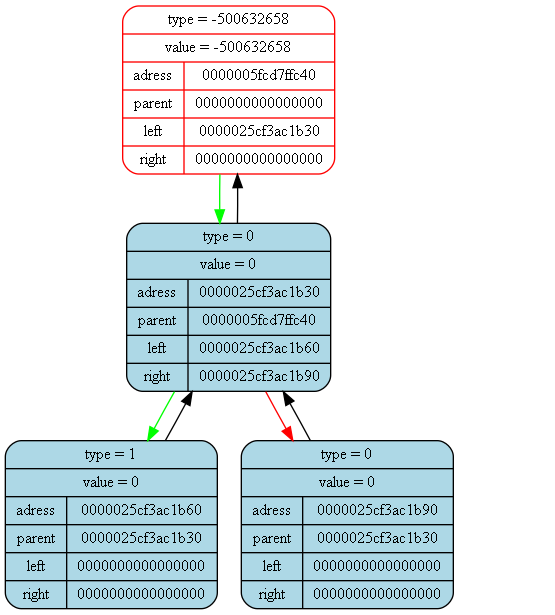 type = -500632658
value = -500632658
adress 0000005fcd7ffc40
parent 0000000000000000
left 0000025cf3ac1b30
right 0000000000000000
type = 0
value = 0
adress 0000025cf3ac1b30
parent 0000005fcd7ffc40
left 0000025cf3ac1b60
right 0000025cf3ac1b90
type = 1
value = 0
adress 0000025cf3ac1b60
parent 0000025cf3ac1b30
left 0000000000000000
right 0000000000000000
type = 0
value = 0
adress 0000025cf3ac1b90
parent 0000025cf3ac1b30
left 0000000000000000
right 0000000000000000